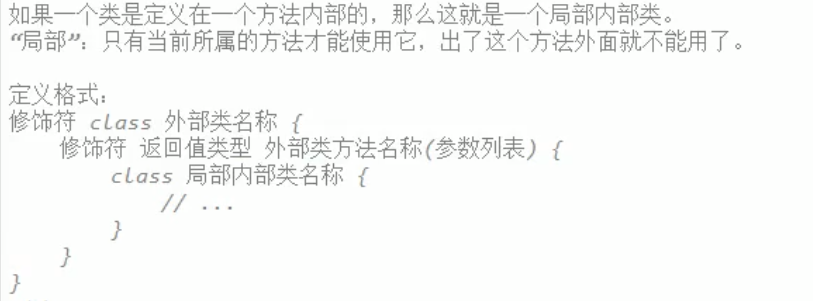 如果一个类是定义在一个方法内部的，那么这就是一个局部内部类。
“局部”：只有当前所属的方法才能使用它，出了这个方法外面就不能用了。

定义格式：
修饰符 class 外部类名称 {
    修饰符 返回值类型 外部类方法名称(参数列表) {
        class 局部内部类名称 {
            // ...
        }
    }
}